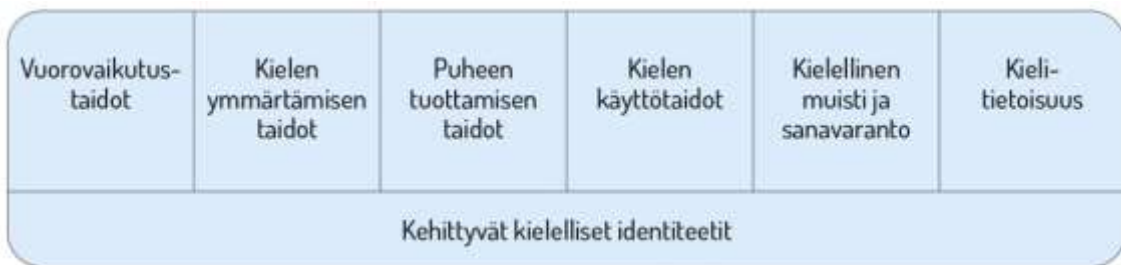 Vuorovaikutus-
taidot
Kielen
ymmärtämisen
taidot
Puheen
tuottamisen
taidot
Kielen
käyttötaidot
Kielellinen
muisti ja
sanavaranto
Kieli-
tietoisuus
Kehittyvät kielelliset identiteetit